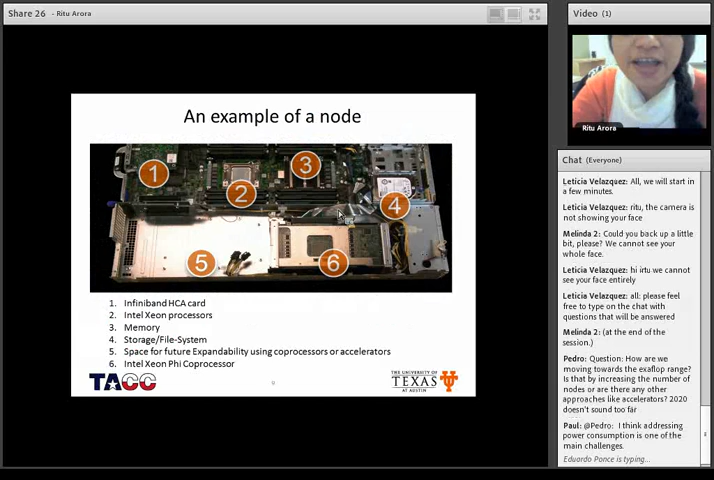 Share 26 - Ritu Arora
Video (1)
Ritu Arora
An example of a node
1
2
3
4
5
6
1. Infiniband HCA card
2. Intel Xeon processors
3. Memory
4. Storage/File-System
5. Space for future Expandability using coprocessors or accelerators
6. Intel Xeon Phi Coprocessor
TACC
THE UNIVERSITY OF
TEXAS
AT AUSTIN
Chat (Everyone)
Leticia Velazquez: All, we will start in
a few minutes.
Leticia Velazquez: ritu, the camera is
not showing your face
Melinda 2: Could you back up a little
bit, please? We cannot see your
whole face.
Leticia Velazquez: hi irtu we cannot
see your face entirely
Leticia Velazquez: all: please feel
free to type on the chat with
questions that will be answered
Melinda 2: (at the end of the
session.)
Pedro: Question: How are we
moving towards the exaflop range?
Is that by increasing the number of
nodes or are there any other
approaches like accelerators? 2020
doesn't sound too far
Paul: @Pedro: I think addressing
power consumption is one of the
main challenges.
Eduardo Ponce is typing...